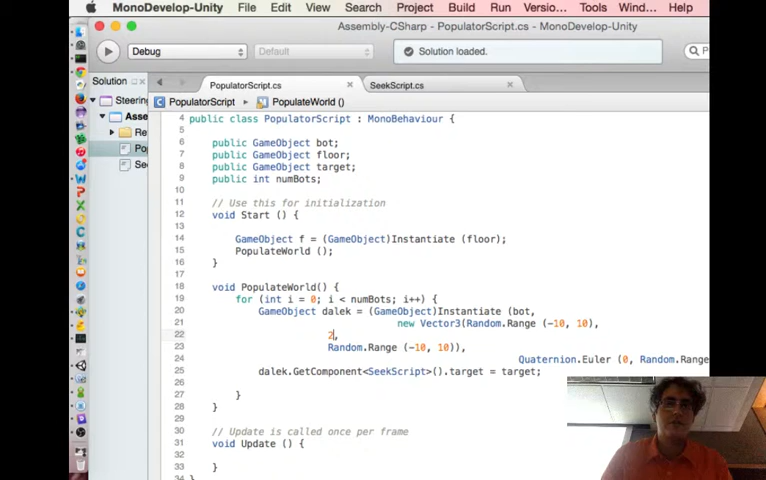 MonoDevelop-Unity File Edit View Search Project Build Run Versio... Tools Wind... Help
Assembly-CSharp - PopulatorScript.cs - MonoDevelop-Unity
Debug Default Solution loaded.
Solution PopulatorScript.cs SeekScript.cs
Steering PopulatorScript PopulateWorld ()
Asse
Re
Pop
See
4 public class PopulatorScript : MonoBehaviour {
5
6 public GameObject bot;
7 public GameObject floor;
8 public GameObject target;
9 public int numBots;
10
11 // Use this for initialization
12 void Start () {
13
14 GameObject f = (GameObject)Instantiate (floor);
15 PopulateWorld ();
16 }
17
18 void PopulateWorld() {
19 for (int i = 0; i < numBots; i++) {
20 GameObject dalek = (GameObject)Instantiate (bot,
21 new Vector3(Random.Range (-10, 10),
22 2,
23 Random.Range (-10, 10)),
24 Quaternion.Euler (0, Random.Range
25 dalek.GetComponent<SeekScript>().target = target;
26
27 }
28 }
29
30 // Update is called once per frame
31 void Update () {
32
33 }
34 }